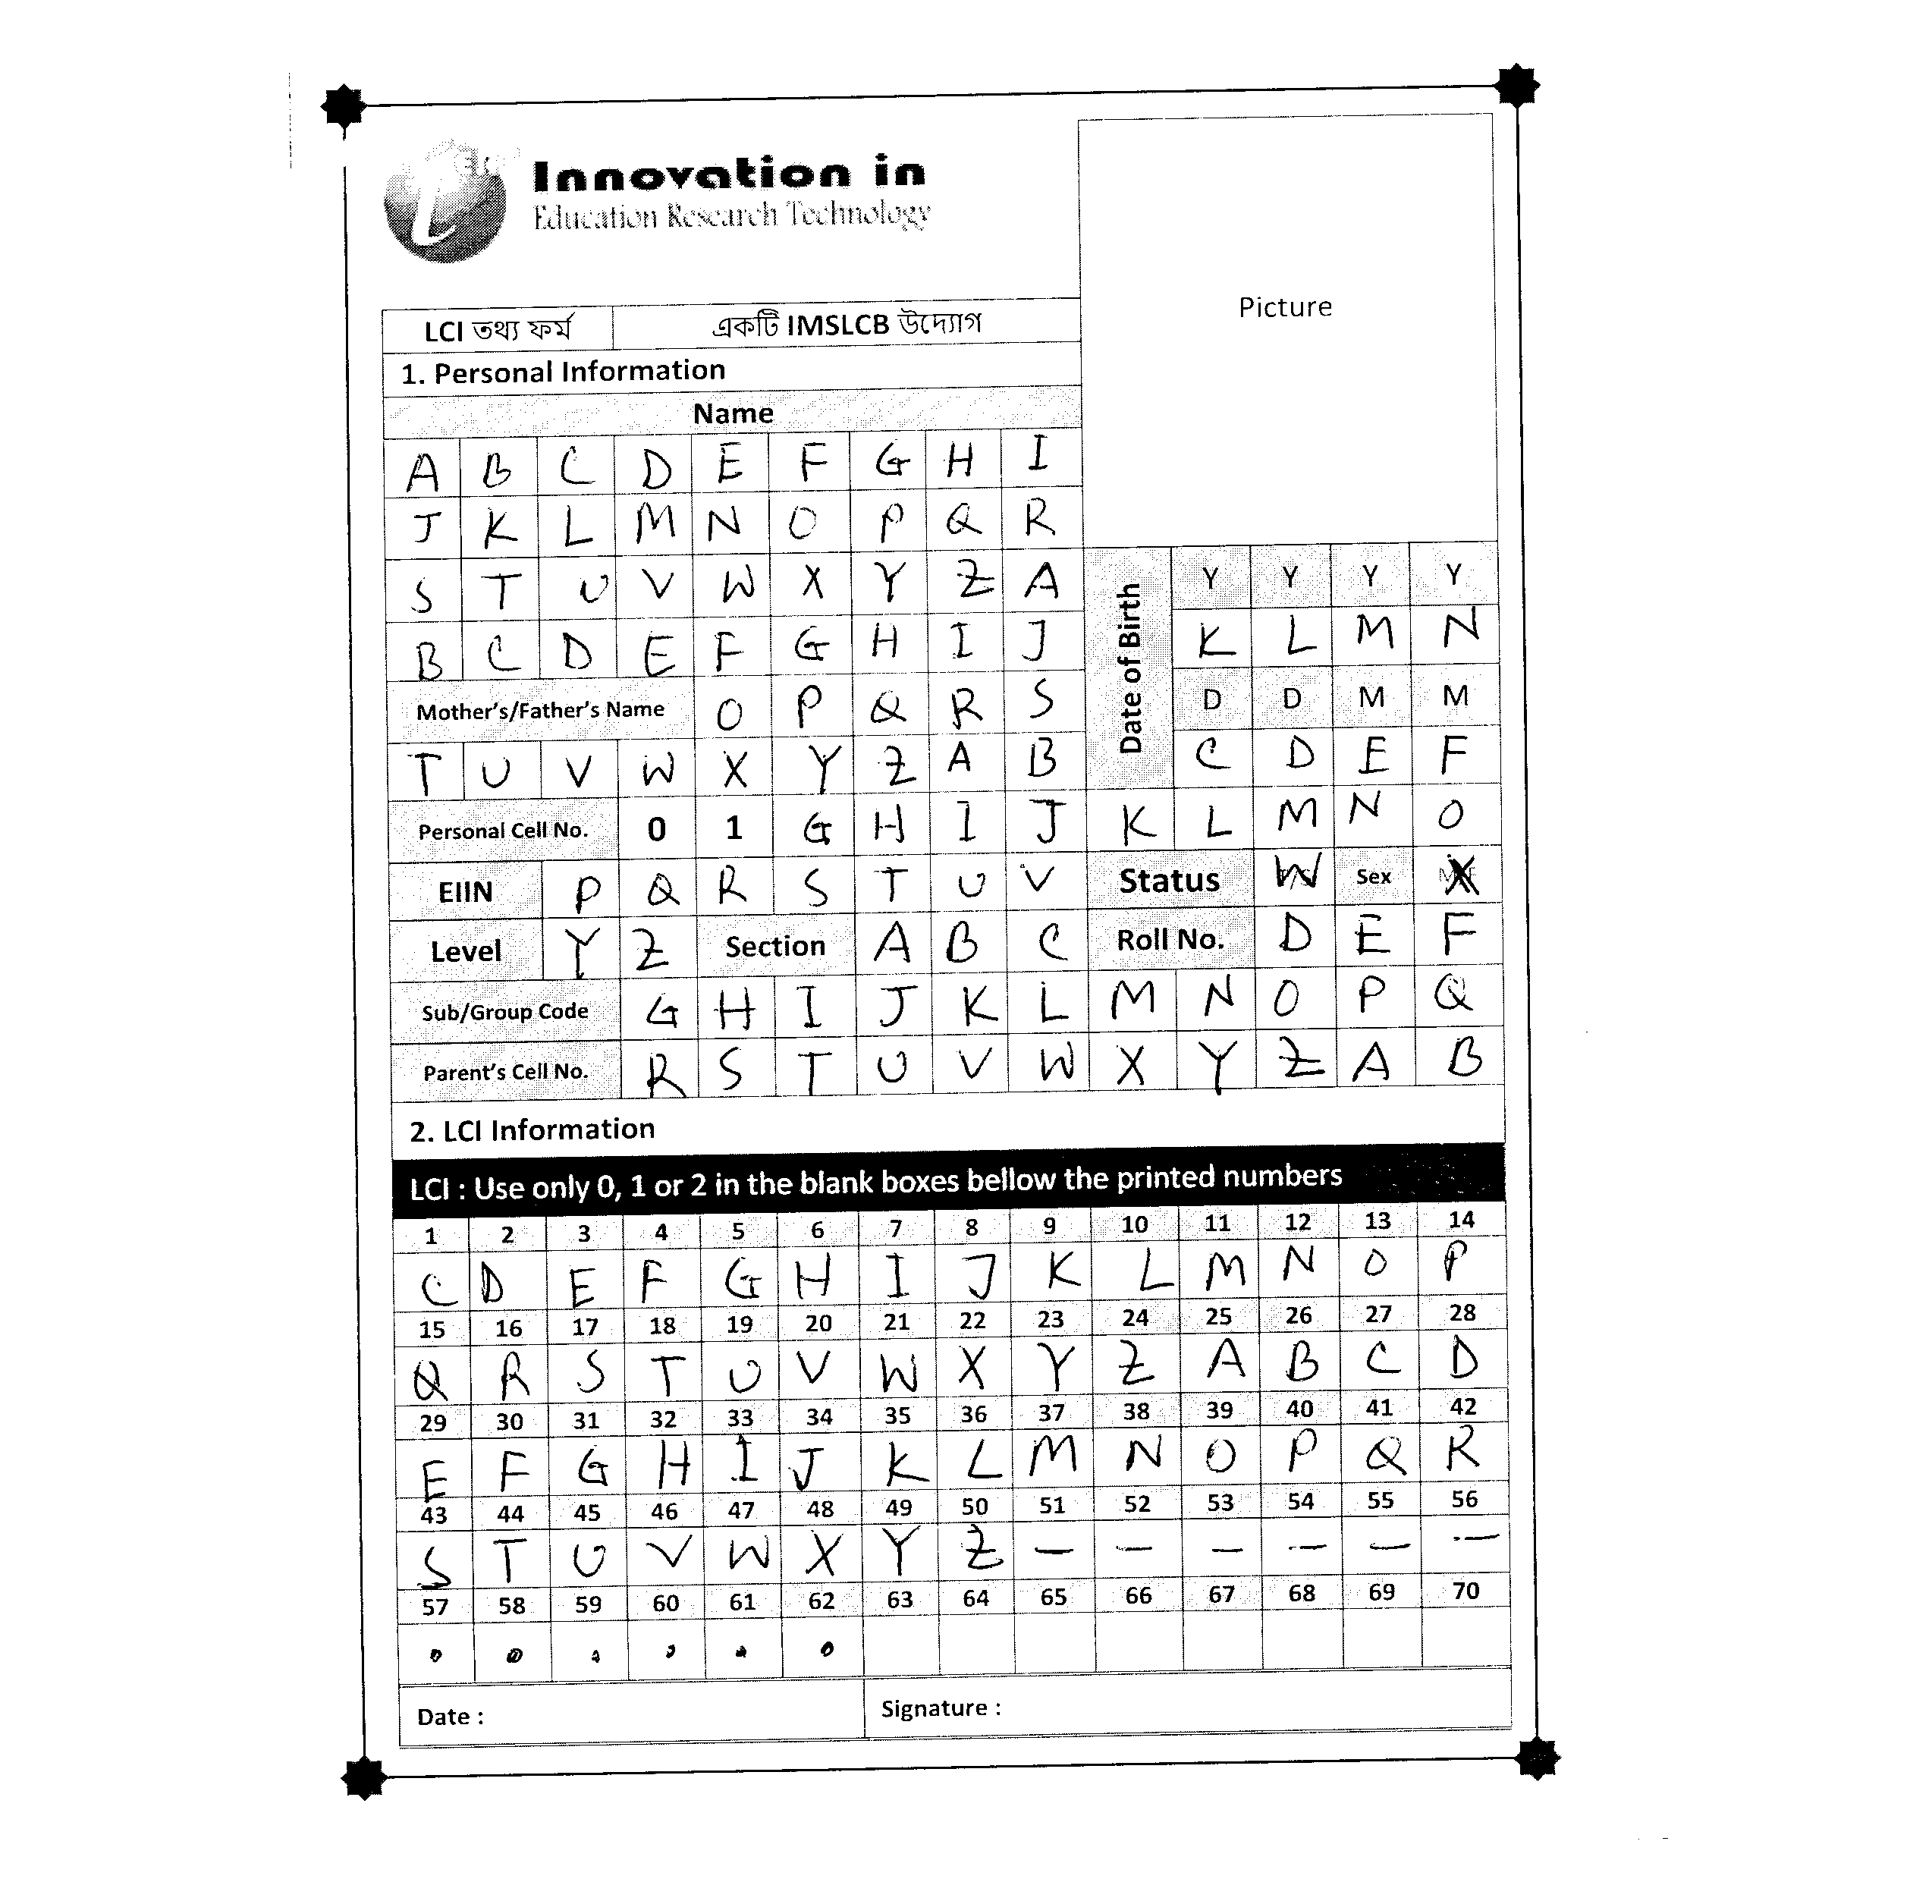 Innovation in
Education Research Technology
Picture
LCI তথ্য ফর্ম একটি IMSLCB উদ্যোগ
1. Personal Information
Name
A B C D E F G H I
J K L M N O P Q R
S T U V W X Y Z A Y Y Y Y
B C D E F G H I J Date of Birth K L M N
Mother's/Father's Name O P Q R S D D M M
T U V W X Y Z A B C D E F
Personal Cell No. 0 1 G H I J K L M N O
EIIN P Q R S T U V Status W Sex X
Level Y Z Section A B C Roll No. D E F
Sub/Group Code G H I J K L M N O P Q
Parent's Cell No. R S T U V W X Y Z A B
2. LCI Information
LCI : Use only 0, 1 or 2 in the blank boxes bellow the printed numbers
1 2 3 4 5 6 7 8 9 10 11 12 13 14
C D E F G H I J K L M N O P
15 16 17 18 19 20 21 22 23 24 25 26 27 28
Q R S T U V W X Y Z A B C D
29 30 31 32 33 34 35 36 37 38 39 40 41 42
E F G H I J K L M N O P Q R
43 44 45 46 47 48 49 50 51 52 53 54 55 56
S T U V W X Y Z — — — — — —
57 58 59 60 61 62 63 64 65 66 67 68 69 70
Date : Signature :